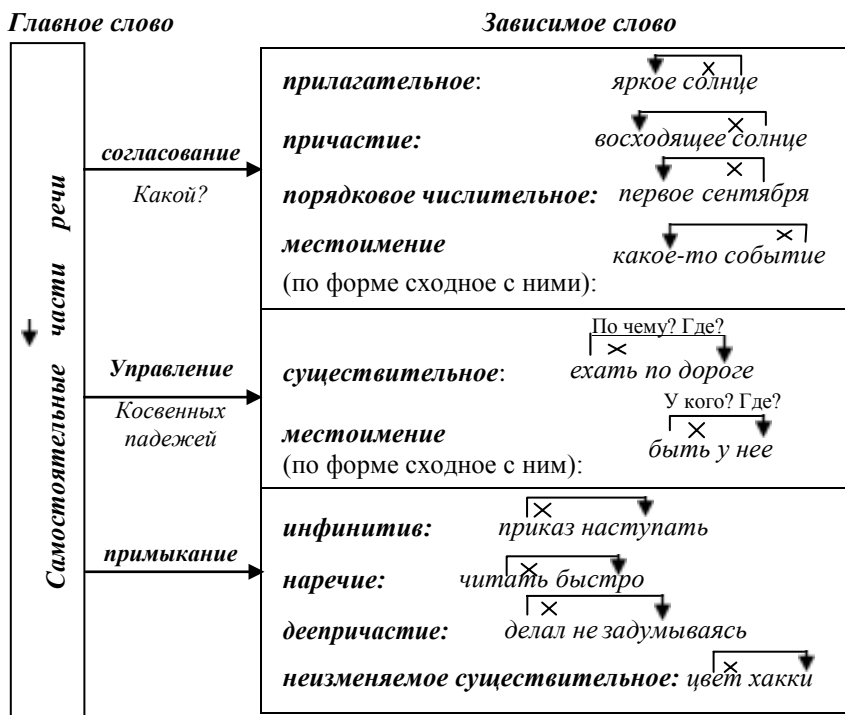 Главное слово
Зависимое слово
Самостоятельные части речи
согласование
Какой?
прилагательное: яркое солнце
причастие: восходящее солнце
порядковое числительное: первое сентября
местоимение какое-то событие
(по форме сходное с ними):
Управление
Косвенных
падежей
По чему? Где?
существительное: ехать по дороге
У кого? Где?
местоимение быть у нее
(по форме сходное с ним):
примыкание
инфинитив: приказ наступать
наречие: читать быстро
деепричастие: делал не задумываясь
неизменяемое существительное: цвет хакки